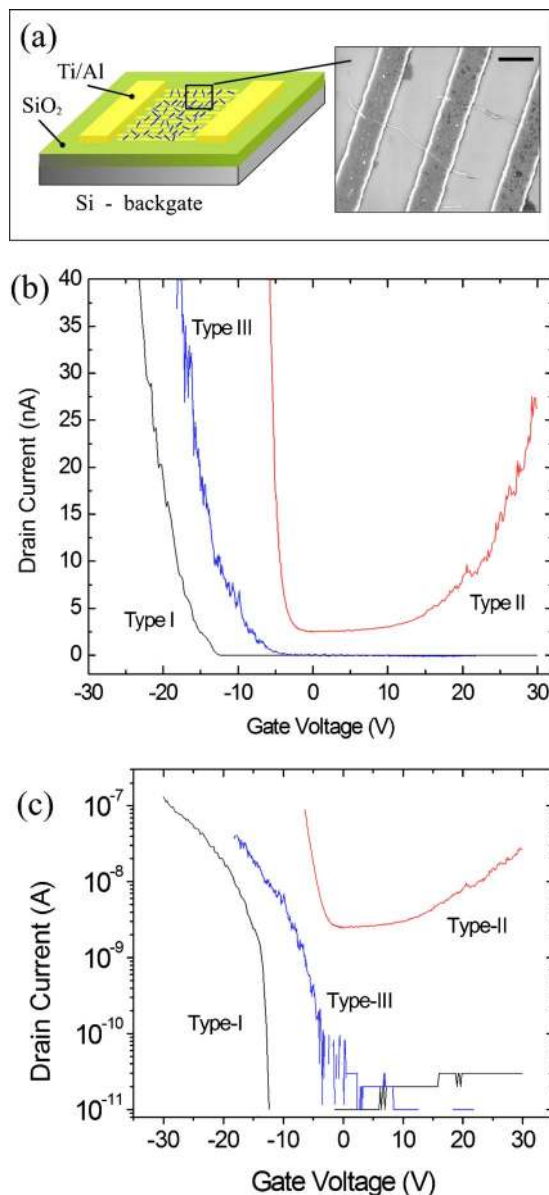 (a)
Ti/Al
SiO₂
Si - backgate
(b)
40
35
30
25
20
15
10
5
0
Drain Current (nA)
Type III
Type I
Type II
-30 -20 -10 0 10 20 30
Gate Voltage (V)
(c)
10⁻⁷
10⁻⁸
10⁻⁹
10⁻¹⁰
10⁻¹¹
Drain Current (A)
Type-II
Type-III
Type-I
-30 -20 -10 0 10 20 30
Gate Voltage (V)